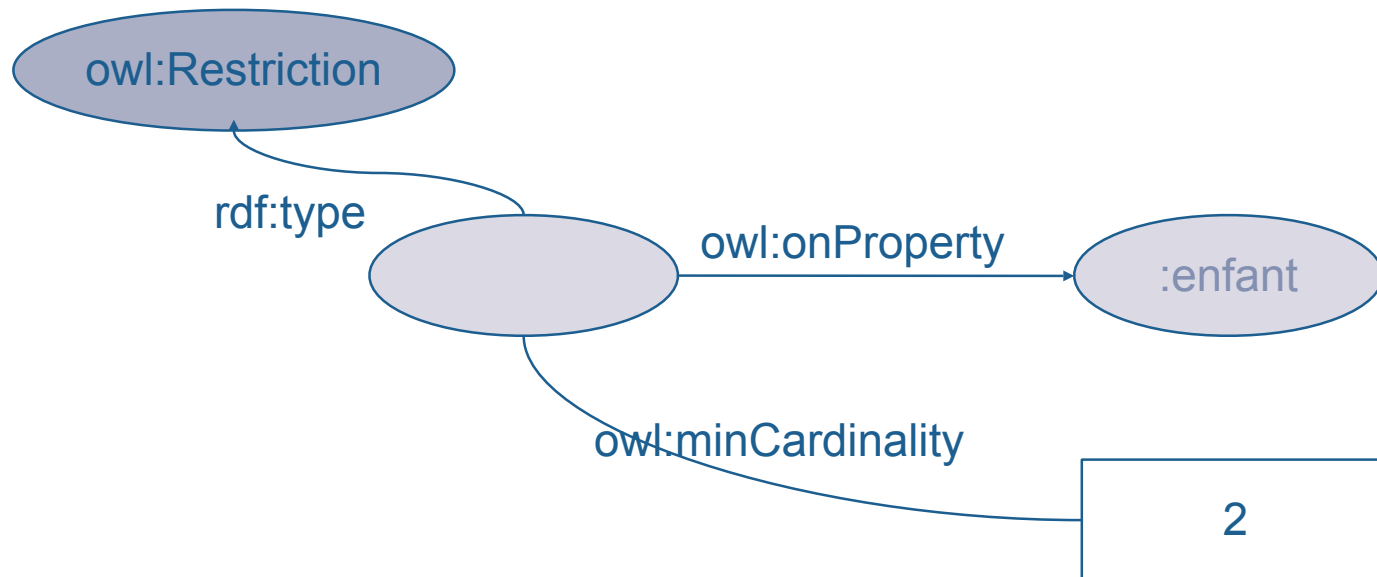 owl:Restriction
rdf:type
owl:onProperty
:enfant
owl:minCardinality
2